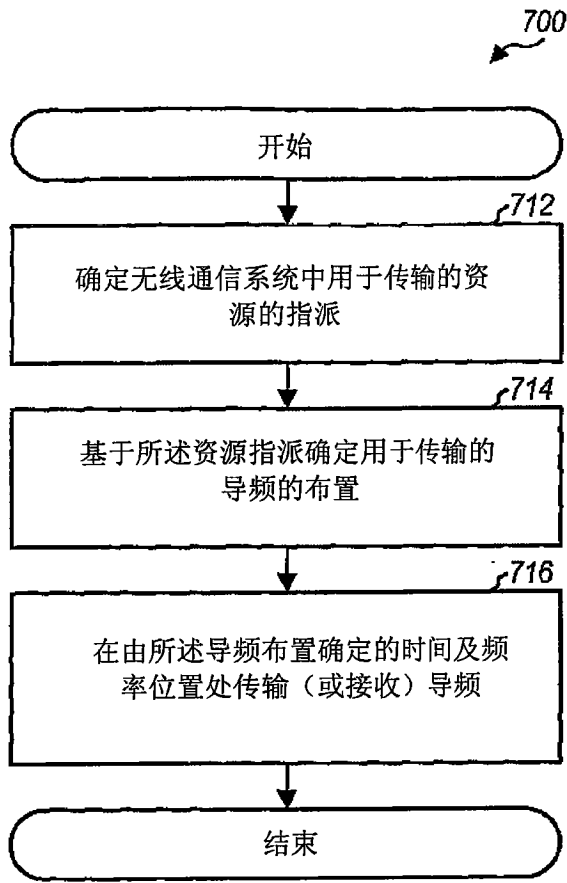 700
开始
712
确定无线通信系统中用于传输的资
源的指派
714
基于所述资源指派确定用于传输的
导频的布置
716
在由所述导频布置确定的时间及频
率位置处传输（或接收）导频
结束